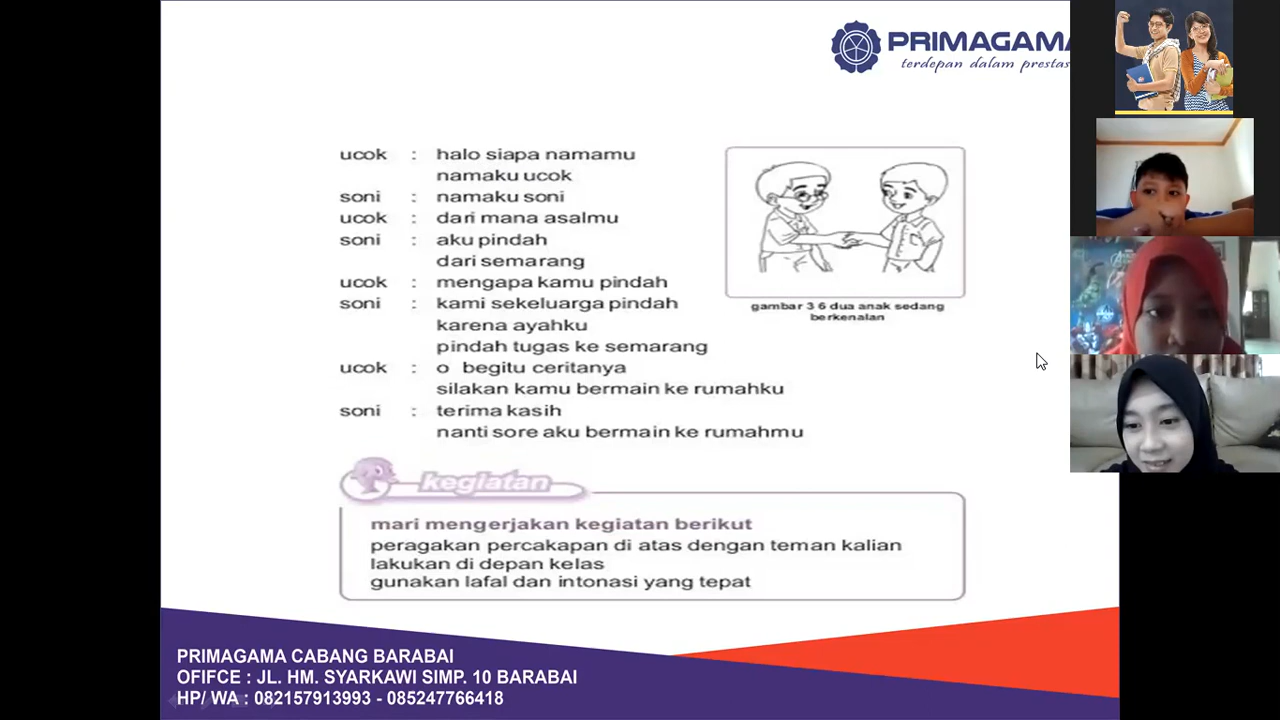 PRIMAGAMA
terdepan dalam prestas
ucok : halo siapa namamu
namaku ucok
soni : namaku soni
ucok : dari mana asalmu
soni : aku pindah
dari semarang
ucok : mengapa kamu pindah
soni : kami sekeluarga pindah
karena ayahku
pindah tugas ke semarang
ucok : o begitu ceritanya
silakan kamu bermain ke rumahku
soni : terima kasih
nanti sore aku bermain ke rumahmu
gambar 3 6 dua anak sedang
berkenalan
kegiatan
mari mengerjakan kegiatan berikut
peragakan percakapan di atas dengan teman kalian
lakukan di depan kelas
gunakan lafal dan intonasi yang tepat
PRIMAGAMA CABANG BARABAI
OFIFCE : JL. HM. SYARKAWI SIMP. 10 BARABAI
HP/ WA : 082157913993 - 085247766418